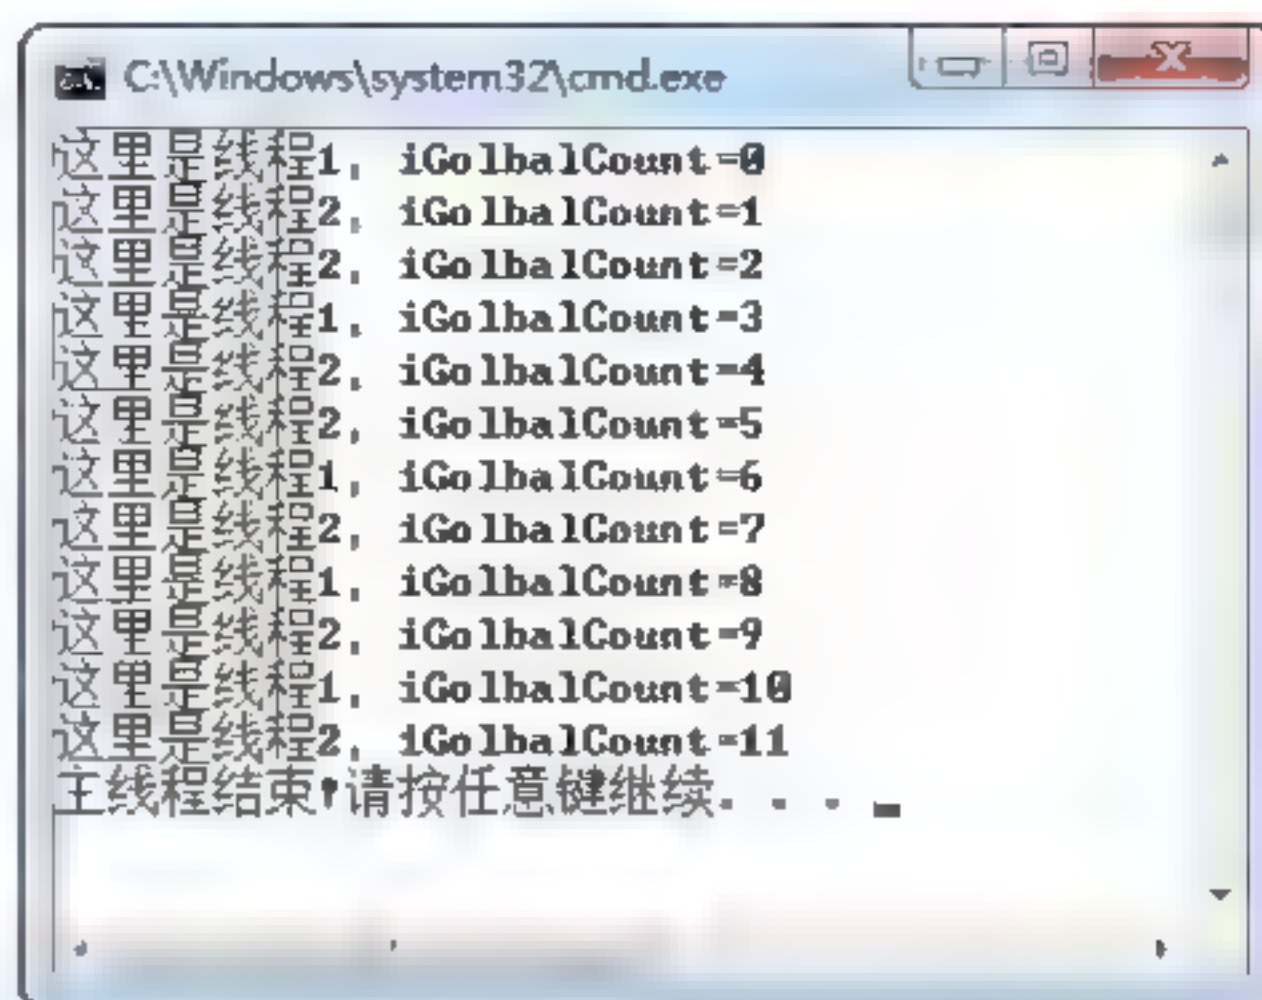 C:\Windows\system32\cmd.exe
这里是线程1, iGolbalCount=0
这里是线程2, iGolbalCount=1
这里是线程2, iGolbalCount=2
这里是线程1, iGolbalCount=3
这里是线程2, iGolbalCount=4
这里是线程2, iGolbalCount=5
这里是线程1, iGolbalCount=6
这里是线程2, iGolbalCount=7
这里是线程1, iGolbalCount=8
这里是线程2, iGolbalCount=9
这里是线程1, iGolbalCount=10
这里是线程2, iGolbalCount=11
主线程结束!请按任意键继续. . .